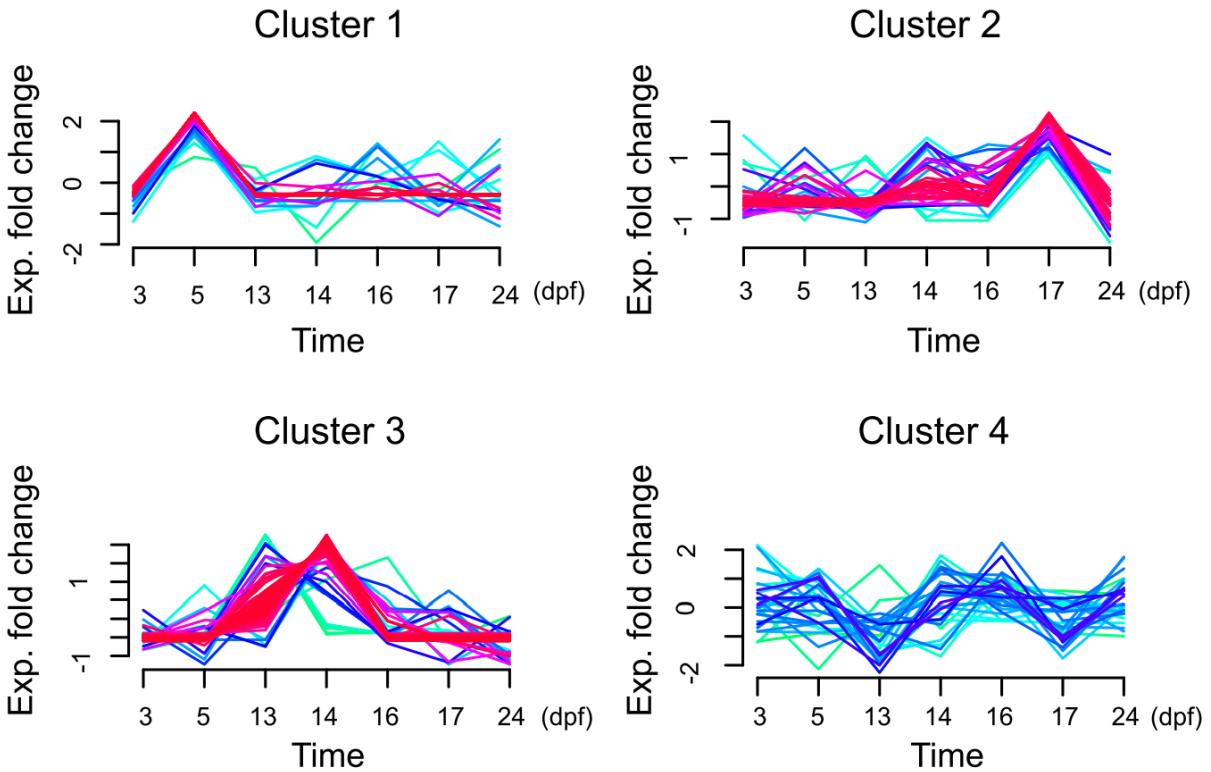 Cluster 1
Exp. fold change
2
0
-2
3 5 13 14 16 17 24 (dpf)
Time
Cluster 2
Exp. fold change
1
-1
3 5 13 14 16 17 24 (dpf)
Time
Cluster 3
Exp. fold change
1
-1
3 5 13 14 16 17 24 (dpf)
Time
Cluster 4
Exp. fold change
2
0
-2
3 5 13 14 16 17 24 (dpf)
Time